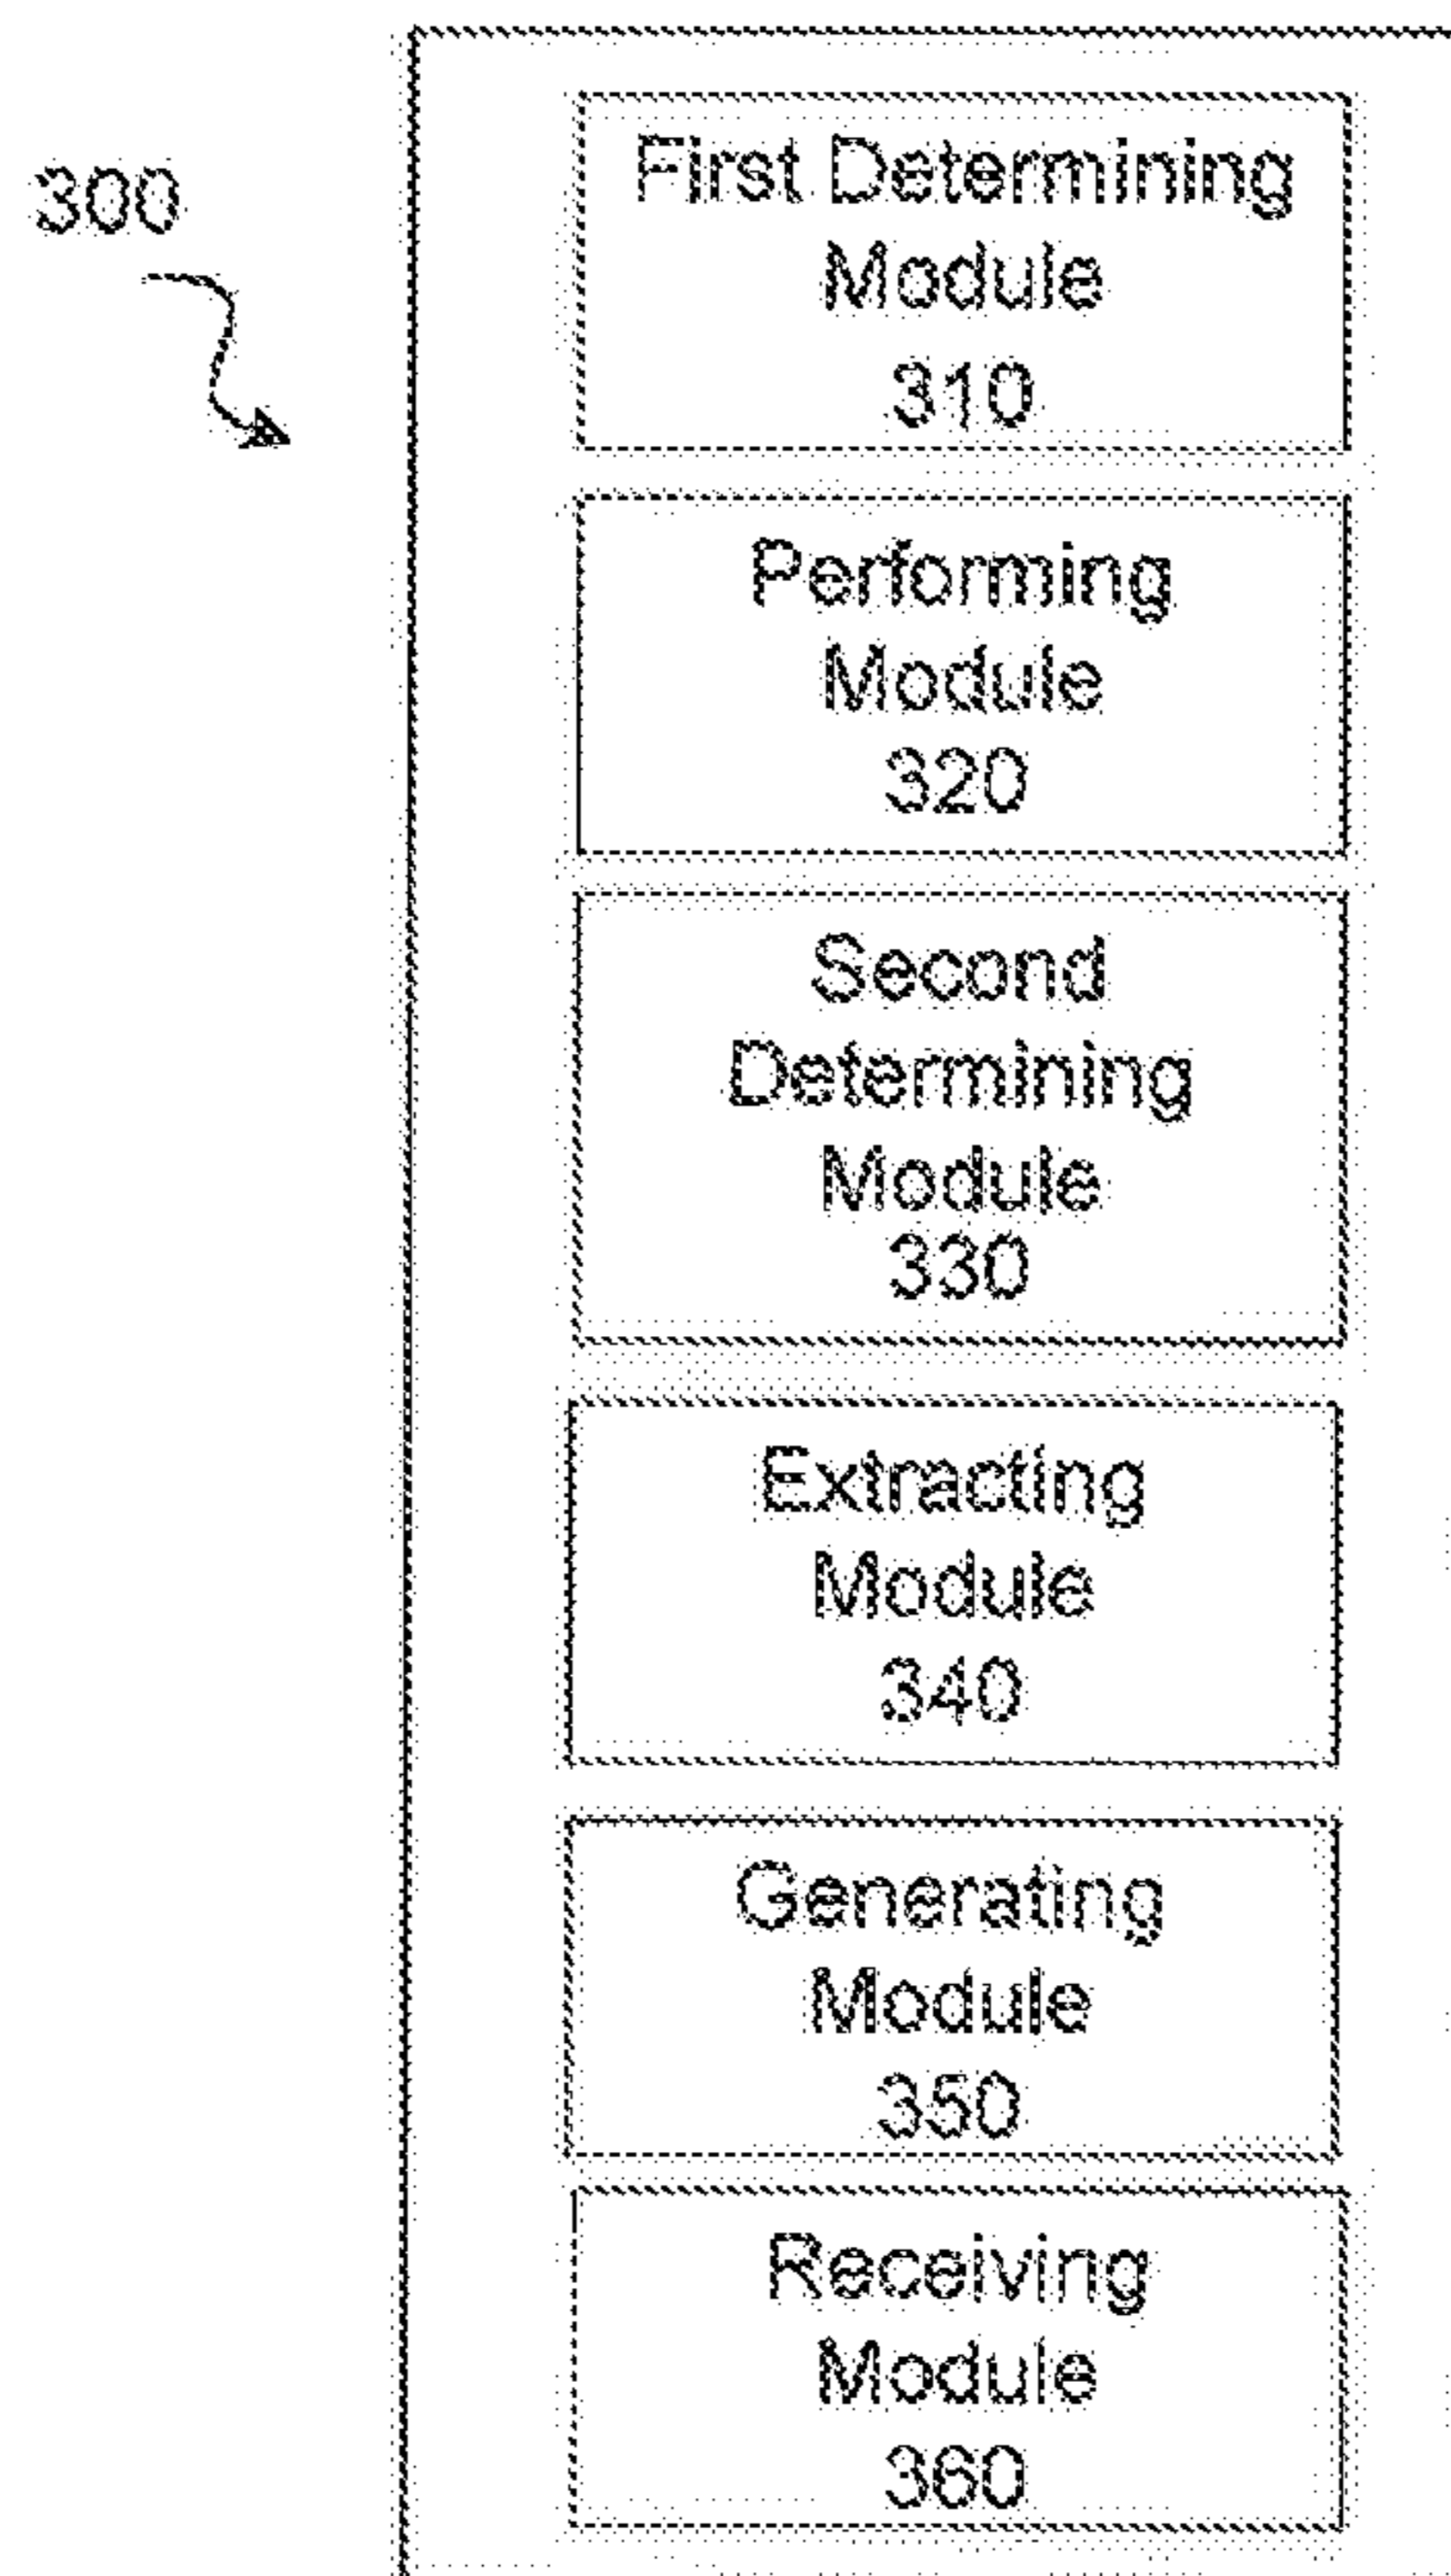 300
First Determining
Module
310
Performing
Module
320
Second
Determining
Module
330
Extracting
Module
340
Generating
Module
350
Receiving
Module
360